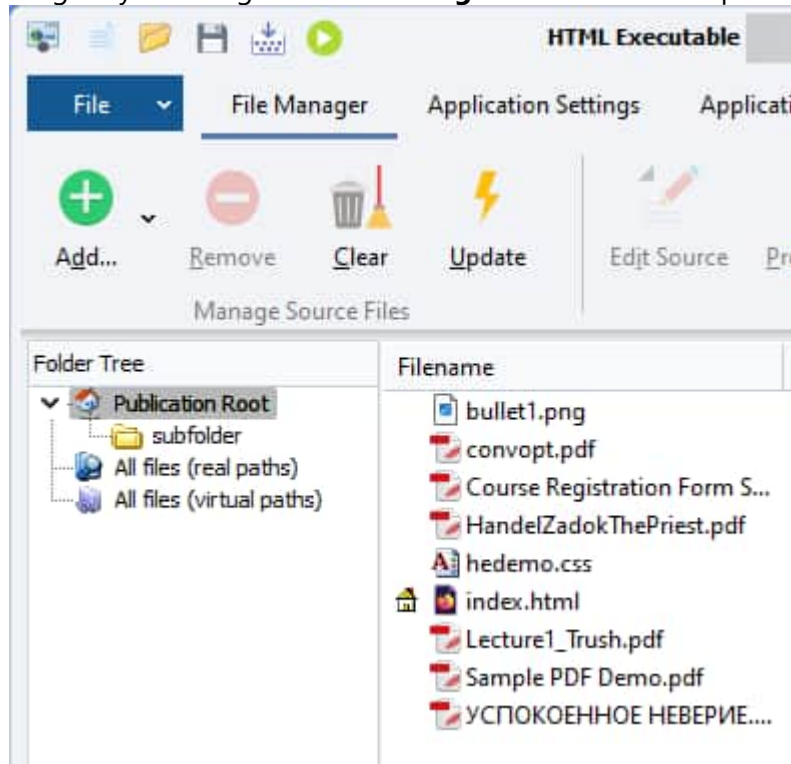 HTML Executable
File File Manager Application Settings
Add... Remove Clear Update Edit Source
Manage Source Files
Folder Tree
Publication Root
subfolder
All files (real paths)
All files (virtual paths)
Filename
bullet1.png
convopt.pdf
Course Registration Form S...
HandelZadokThePriest.pdf
hedemo.css
index.html
Lecture1_Trush.pdf
Sample PDF Demo.pdf
УСПОКОЕННОЕ НЕВЕРИЕ....